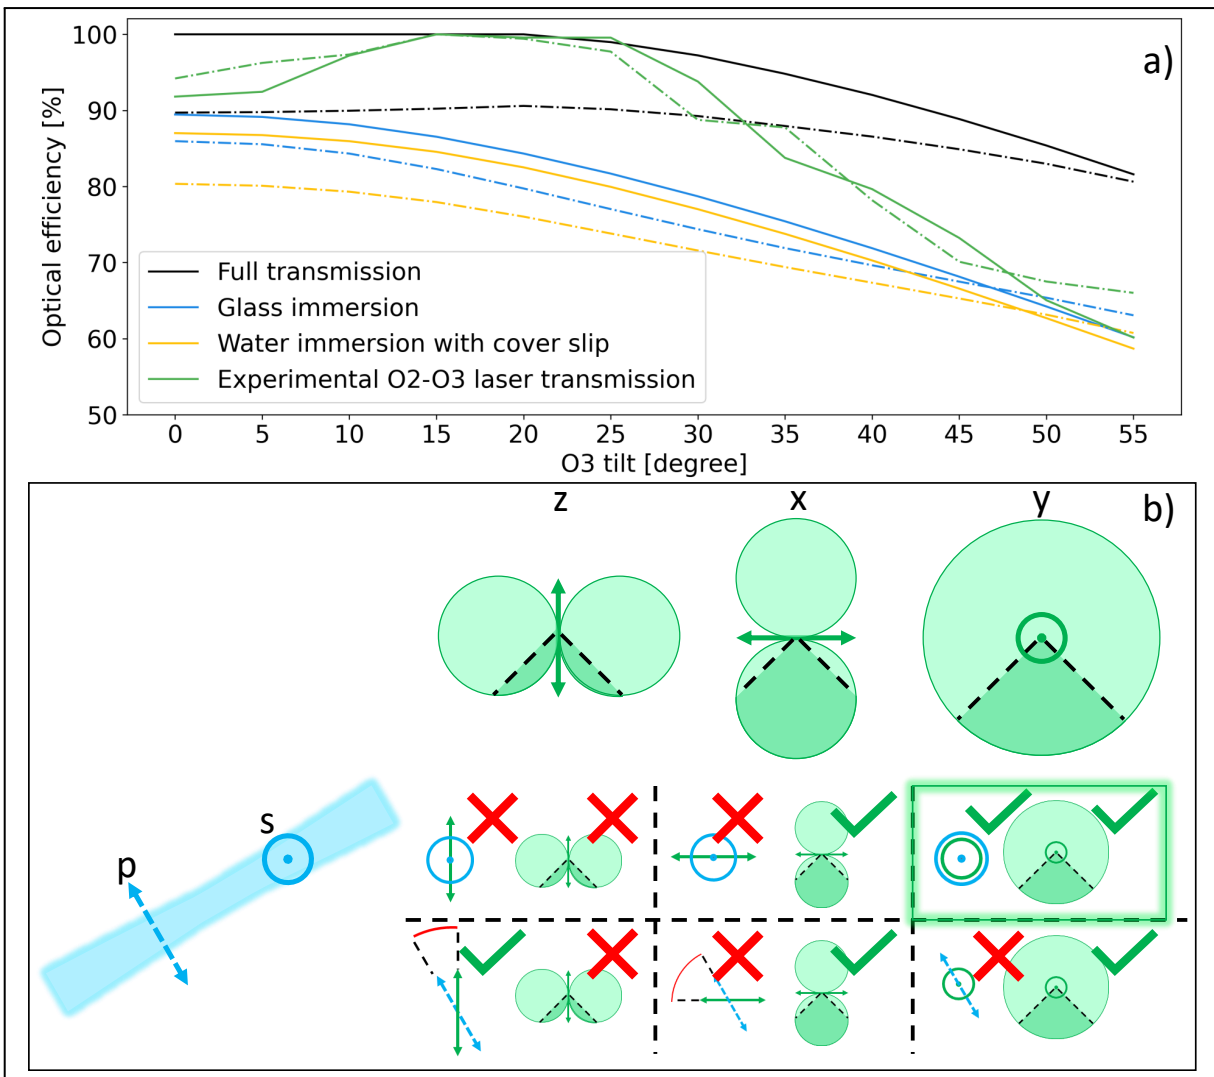 a)
Optical efficiency [%]
100
90
80
70
60
50
Full transmission
Glass immersion
Water immersion with cover slip
Experimental O2-O3 laser transmission
0 5 10 15 20 25 30 35 40 45 50 55
O3 tilt [degree]
b)
z x y
s
p